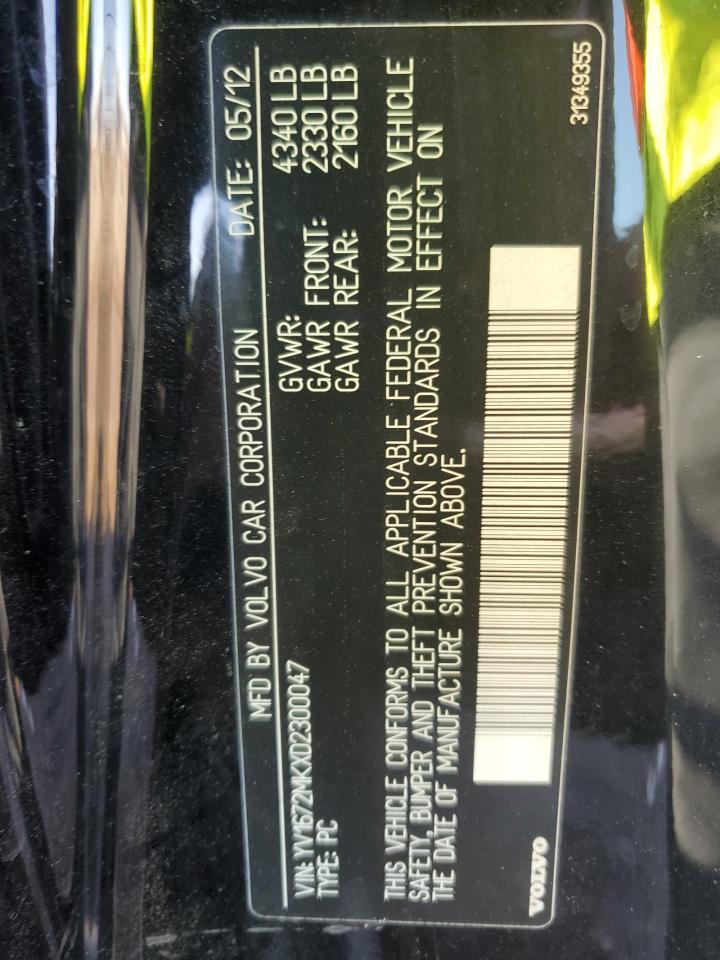 MFD BY VOLVO CAR CORPORATION DATE: 05/12
VIN: YV1672MKXD2300047 GVWR: 4340 LB
TYPE: PC GAWR FRONT: 2330 LB
GAWR REAR: 2160 LB
THIS VEHICLE CONFORMS TO ALL APPLICABLE FEDERAL MOTOR VEHICLE
SAFETY, BUMPER AND THEFT PREVENTION STANDARDS IN EFFECT ON
THE DATE OF MANUFACTURE SHOWN ABOVE.
VOLVO 31349355